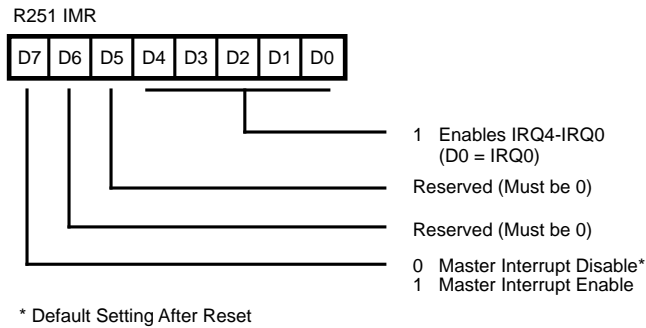 R251 IMR
D7 D6 D5 D4 D3 D2 D1 D0
1 Enables IRQ4-IRQ0
(D0 = IRQ0)
Reserved (Must be 0)
Reserved (Must be 0)
0 Master Interrupt Disable*
1 Master Interrupt Enable
* Default Setting After Reset